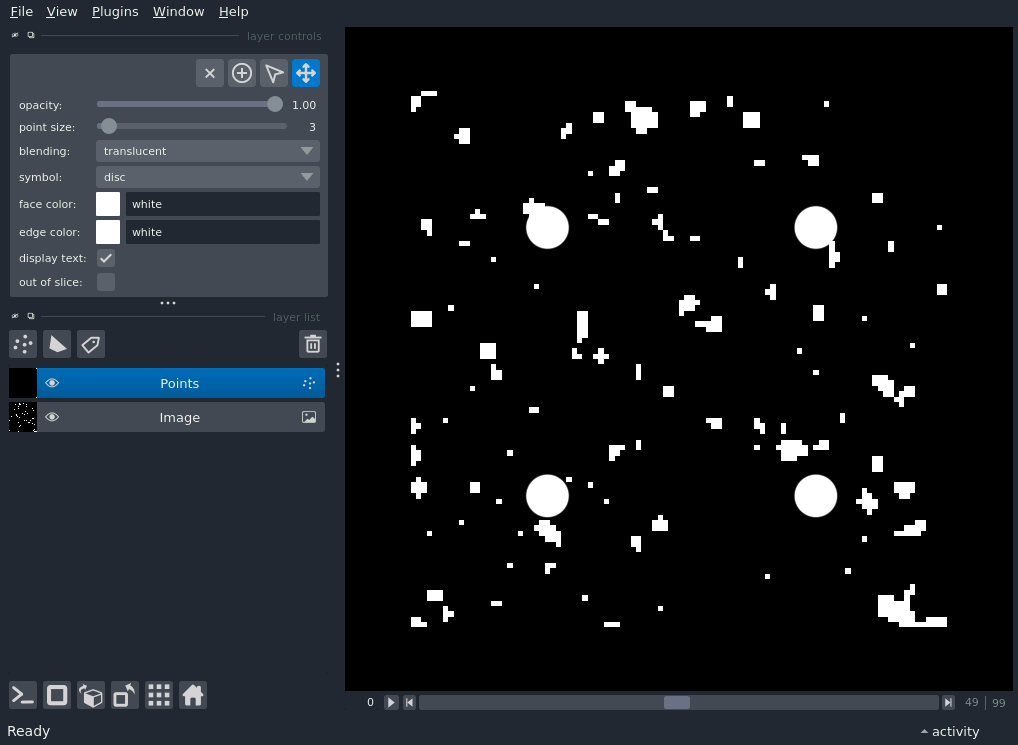 File View Plugins Window Help
layer controls
opacity: 1.00
point size: 3
blending: translucent
symbol: disc
face color: white
edge color: white
display text:
out of slice:
layer list
Points
Image
0 49 99
Ready activity